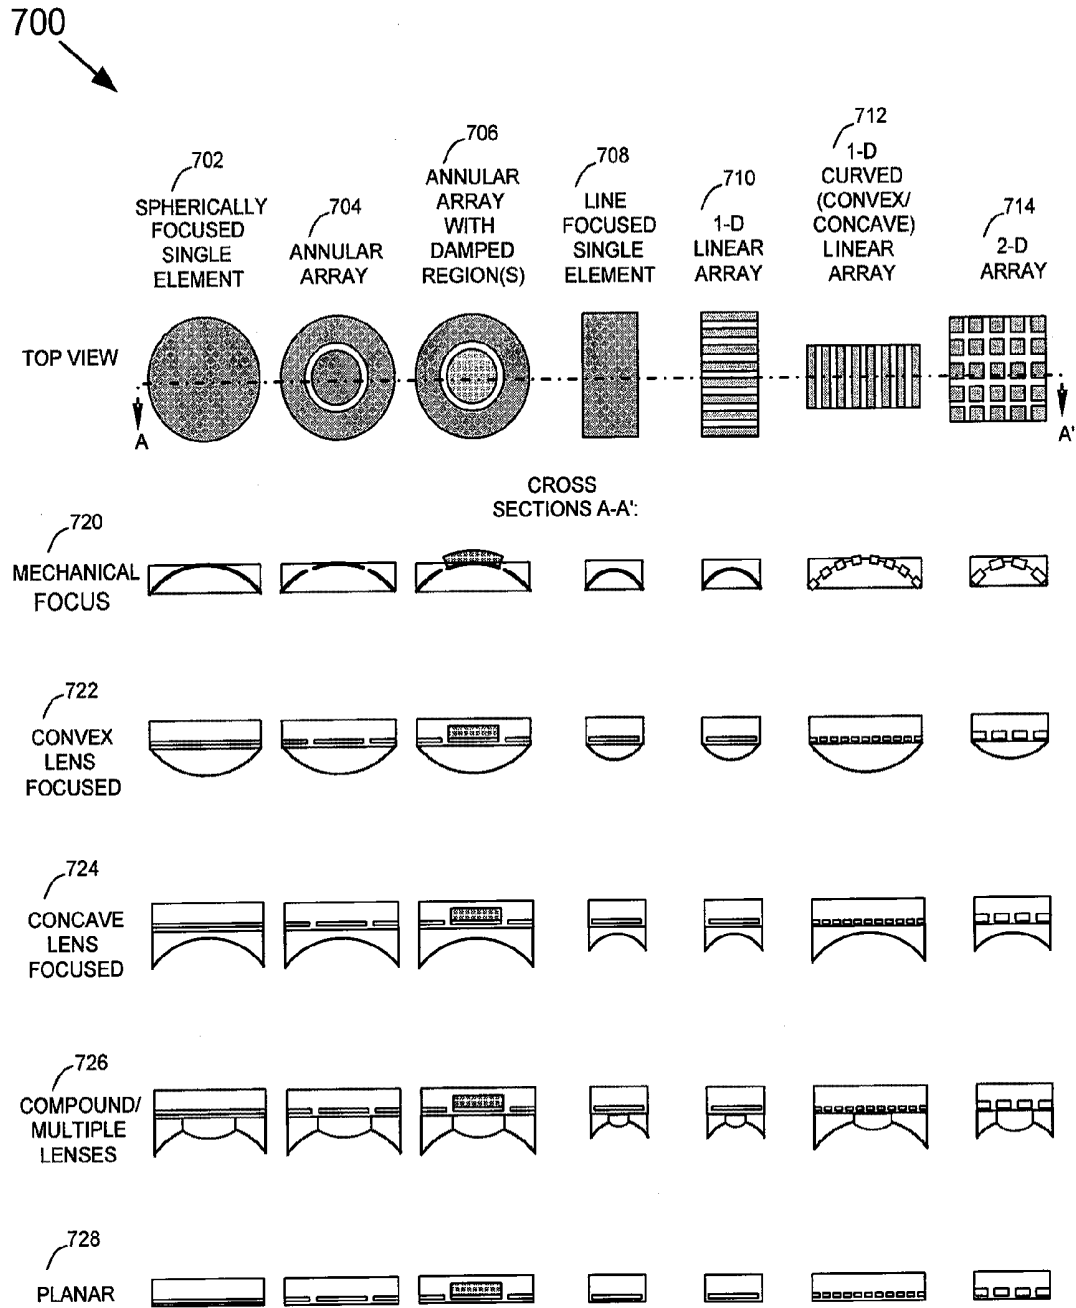 700
702
SPHERICALLY
FOCUSED
SINGLE
ELEMENT
704
ANNULAR
ARRAY
706
ANNULAR
ARRAY
WITH
DAMPED
REGION(S)
708
LINE
FOCUSED
SINGLE
ELEMENT
710
1-D
LINEAR
ARRAY
712
1-D
CURVED
(CONVEX/
CONCAVE)
LINEAR
ARRAY
714
2-D
ARRAY
TOP VIEW
A
A'
CROSS
SECTIONS A-A':
720
MECHANICAL
FOCUS
722
CONVEX
LENS
FOCUSED
724
CONCAVE
LENS
FOCUSED
726
COMPOUND/
MULTIPLE
LENSES
728
PLANAR